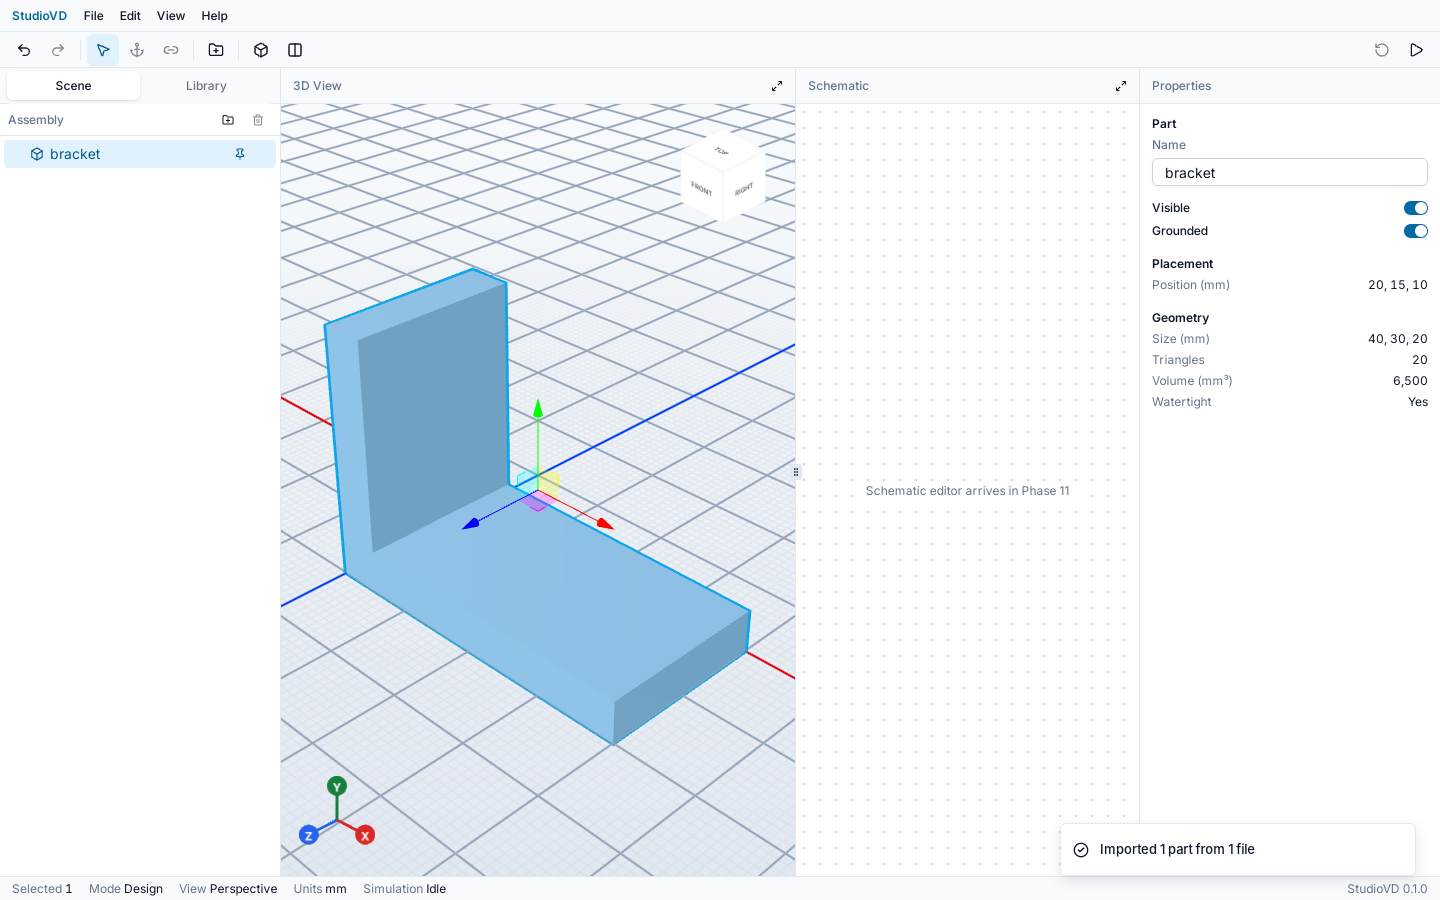 StudioVD File Edit View Help
Scene Library
3D View
Schematic
Properties
Assembly
bracket
TOP
FRONT RIGHT
Y
Z X
Schematic editor arrives in Phase 11
Part
Name
bracket
Visible
Grounded
Placement
Position (mm) 20, 15, 10
Geometry
Size (mm) 40, 30, 20
Triangles 20
Volume (mm³) 6,500
Watertight Yes
Imported 1 part from 1 file
Selected 1 Mode Design View Perspective Units mm Simulation Idle StudioVD 0.1.0